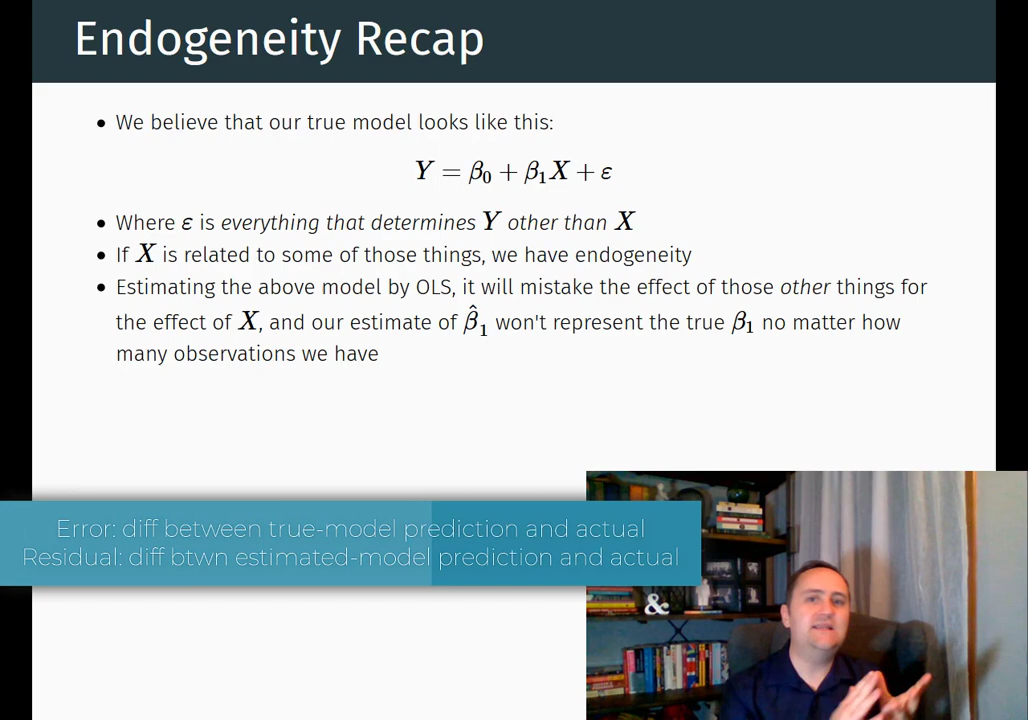 Endogeneity Recap
• We believe that our true model looks like this:
Y = β₀ + β₁X + ε
• Where ε is everything that determines Y other than X
• If X is related to some of those things, we have endogeneity
• Estimating the above model by OLS, it will mistake the effect of those other things for
the effect of X, and our estimate of β̂₁ won't represent the true β₁ no matter how
many observations we have
Error: diff between true-model prediction and actual
Residual: diff btwn estimated-model prediction and actual
&